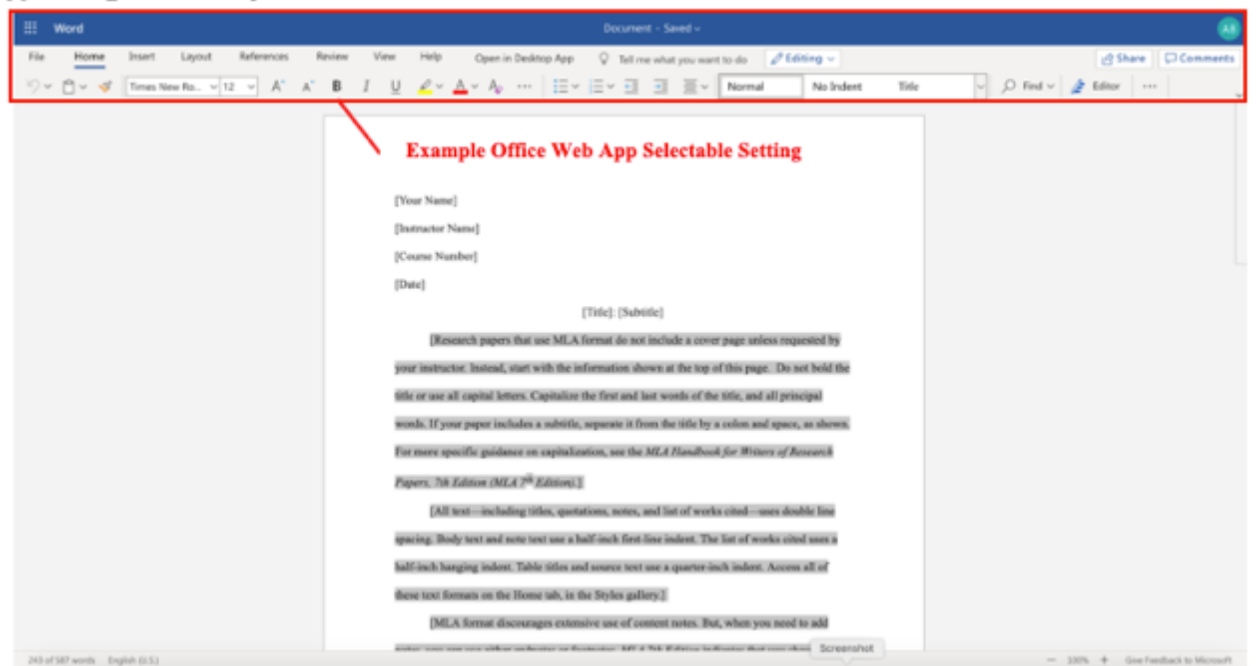 Word
Document - Saved
AB
File Home Insert Layout References Review View Help Open in Desktop App Tell me what you want to do Editing Share Comments
Times New Ro... 12 A A B I U A A ... Normal No Indent Title Find Editor ...
Example Office Web App Selectable Setting
[Your Name]
[Instructor Name]
[Course Number]
[Date]
[Title]: [Subtitle]
[Research papers that use MLA format do not include a cover page unless requested by
your instructor. Instead, start with the information shown at the top of this page. Do not bold the
title or use all capital letters. Capitalize the first and last words of the title, and all principal
words. If your paper includes a subtitle, separate it from the title by a colon and space, as shown.
For more specific guidance on capitalization, see the MLA Handbook for Writers of Research
Papers, 7th Edition (MLA 7th Edition).]
[All text—including titles, quotations, notes, and list of works cited—uses double line
spacing. Body text and note text use a half-inch first-line indent. The list of works cited uses a
half-inch hanging indent. Table titles and source text use a quarter-inch indent. Access all of
these text formats on the Home tab, in the Styles gallery.]
[MLA format discourages extensive use of content notes. But, when you need to add
Screenshot
243 of 587 words English (U.S.) 100% Give Feedback to Microsoft